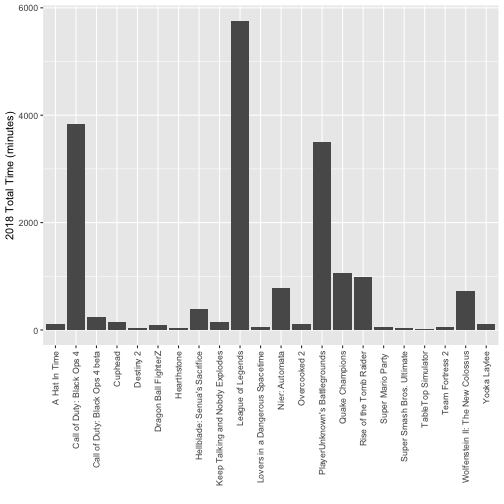 2018 Total Time (minutes)
6000
4000
2000
0
A Hat In Time
Call of Duty: Black Ops 4
Call of Duty: Black Ops 4 beta
Cuphead
Destiny 2
Dragon Ball FighterZ
Hearthstone
Hellblade: Senua's Sacrifice
Keep Talking and Nobdy Explodes
League of Legends
Lovers in a Dangerous Spacetime
Nier: Automata
Overcooked 2
PlayerUnknown's Battlegrounds
Quake Champions
Rise of the Tomb Raider
Super Mario Party
Super Smash Bros. Ultimate
TableTop Simulator
Team Fortress 2
Wolfenstein II: The New Colossus
Yooka Laylee